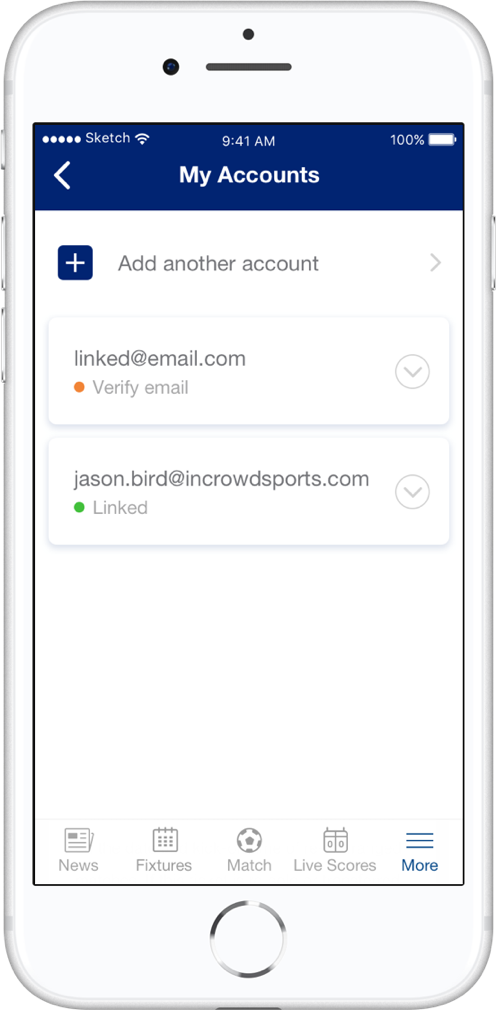 Sketch 9:41 AM 100%
My Accounts
Add another account
linked@email.com
Verify email
jason.bird@incrowdsports.com
Linked
News Fixtures Match Live Scores More